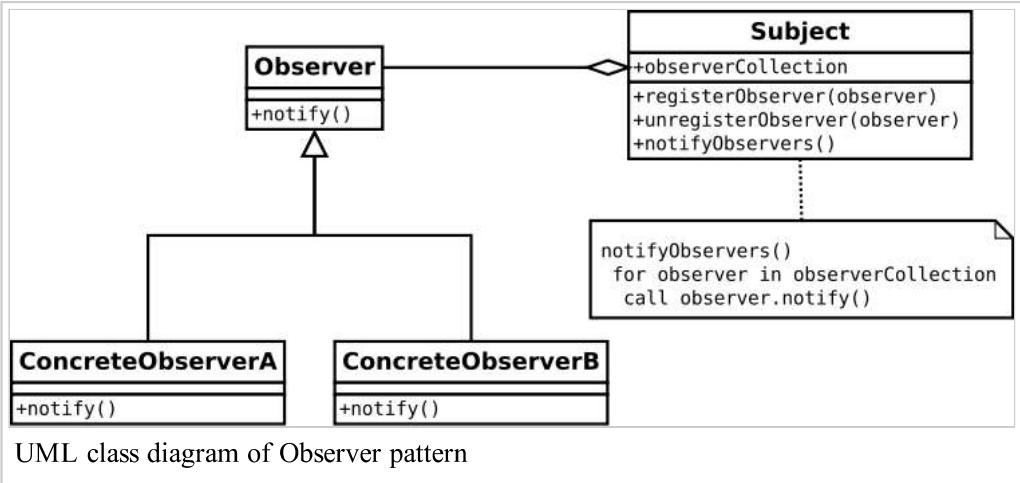 Observer
+notify()
Subject
+observerCollection
+registerObserver(observer)
+unregisterObserver(observer)
+notifyObservers()
notifyObservers()
for observer in observerCollection
call observer.notify()
ConcreteObserverA
+notify()
ConcreteObserverB
+notify()
UML class diagram of Observer pattern